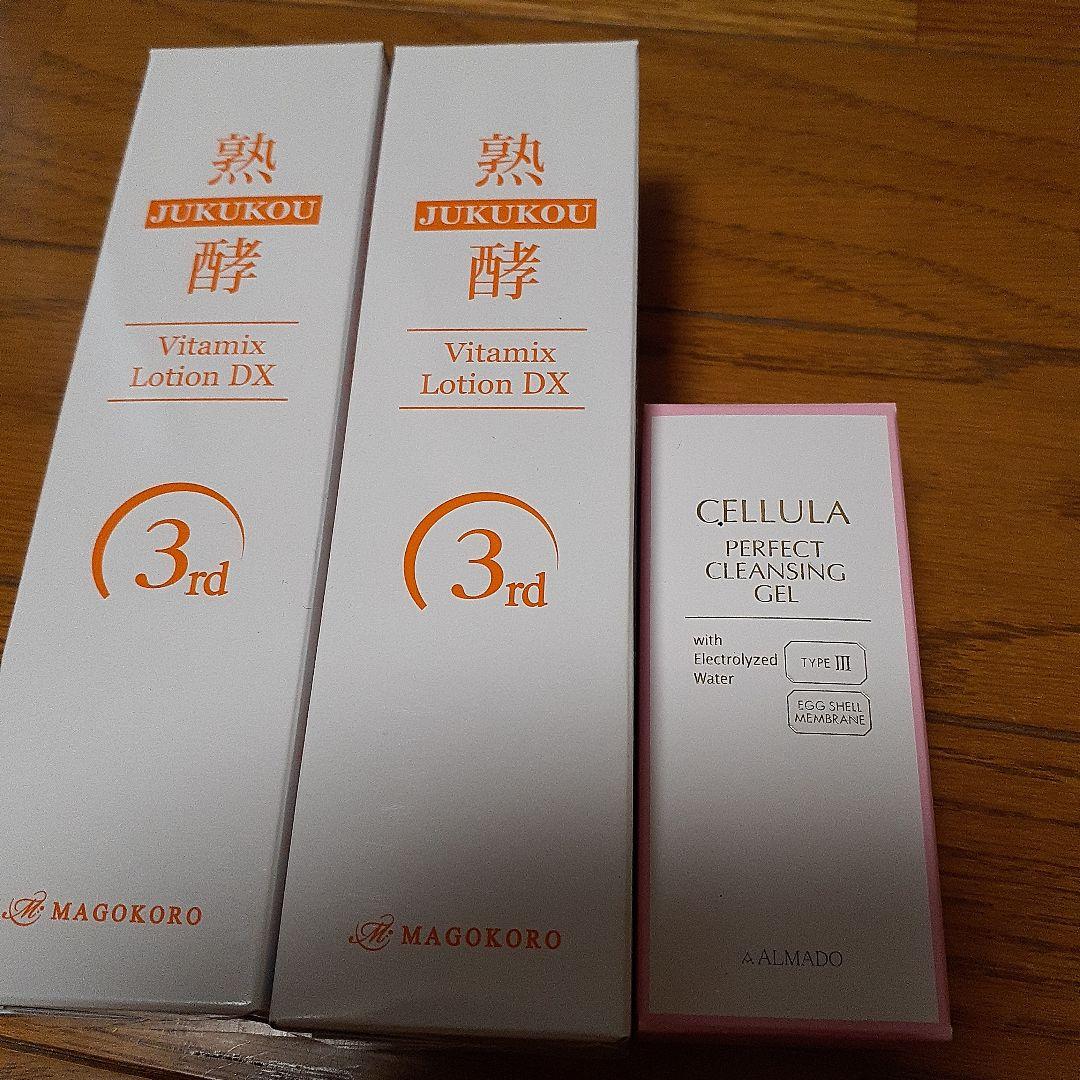 熟
JUKUKOU
酵
Vitamix
Lotion DX
3rd
MAGOKORO
熟
JUKUKOU
酵
Vitamix
Lotion DX
3rd
MAGOKORO
CELLULA
PERFECT
CLEANSING
GEL
with
Electrolyzed
Water
TYPE III
EGG SHELL
MEMBRANE
ALMADO